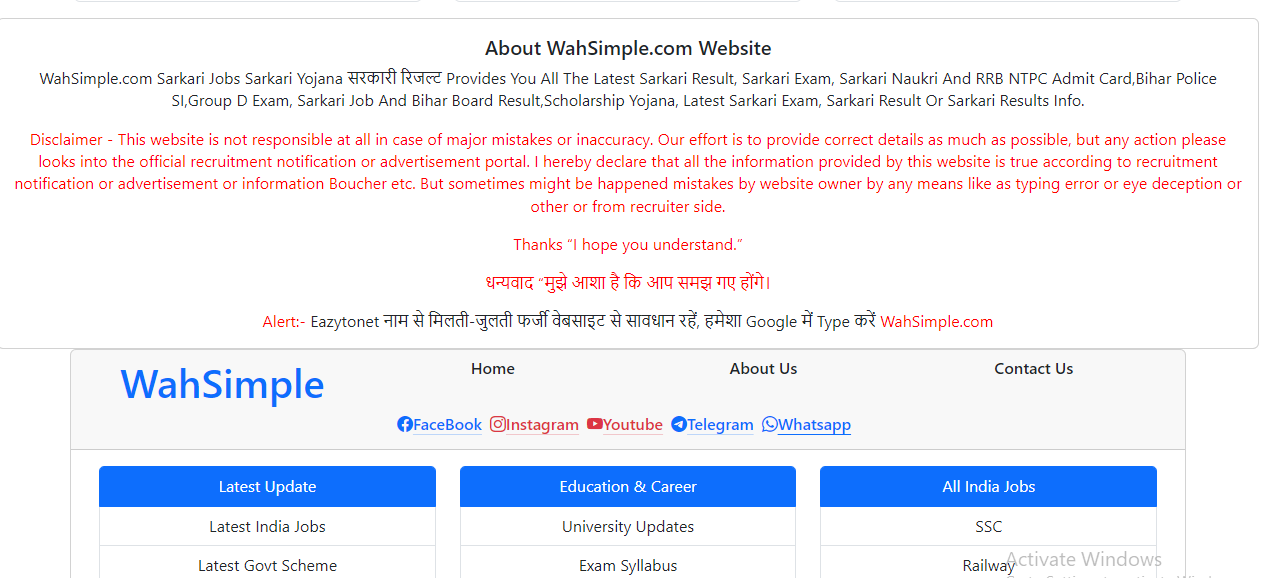 About WahSimple.com Website
WahSimple.com Sarkari Jobs Sarkari Yojana सरकारी रिजल्ट Provides You All The Latest Sarkari Result, Sarkari Exam, Sarkari Naukri And RRB NTPC Admit Card,Bihar Police
SI,Group D Exam, Sarkari Job And Bihar Board Result,Scholarship Yojana, Latest Sarkari Exam, Sarkari Result Or Sarkari Results Info.
Disclaimer - This website is not responsible at all in case of major mistakes or inaccuracy. Our effort is to provide correct details as much as possible, but any action please
looks into the official recruitment notification or advertisement portal. I hereby declare that all the information provided by this website is true according to recruitment
notification or advertisement or information Boucher etc. But sometimes might be happened mistakes by website owner by any means like as typing error or eye deception or
other or from recruiter side.
Thanks “I hope you understand.”
धन्यवाद “मुझे आशा है कि आप समझ गए होंगे।
Alert:- Eazytonet नाम से मिलती-जुलती फर्जी वेबसाइट से सावधान रहें, हमेशा Google में Type करें WahSimple.com
WahSimple
Home About Us Contact Us
FaceBook Instagram Youtube Telegram Whatsapp
Latest Update Education & Career All India Jobs
Latest India Jobs University Updates SSC
Latest Govt Scheme Exam Syllabus Railway
Activate Windows